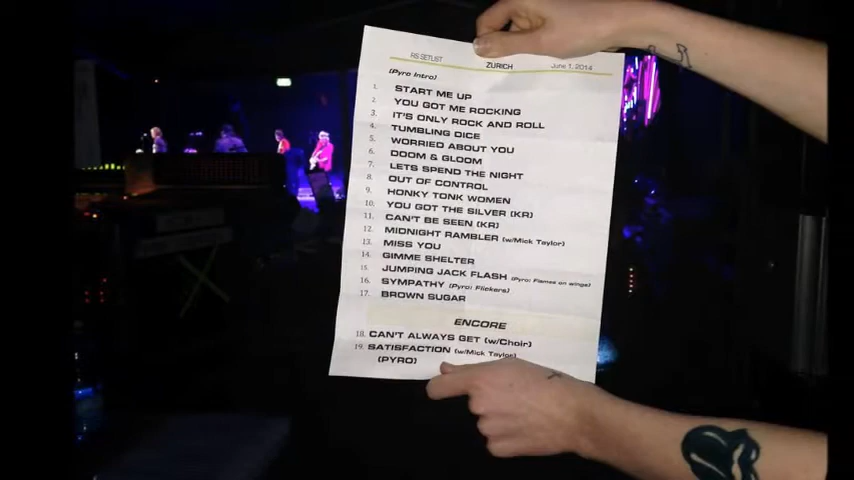 RS SETLIST ZURICH June 1, 2014
(Pyro Intro)
1. START ME UP
2. YOU GOT ME ROCKING
3. IT'S ONLY ROCK AND ROLL
4. TUMBLING DICE
5. WORRIED ABOUT YOU
6. DOOM & GLOOM
7. LETS SPEND THE NIGHT
8. OUT OF CONTROL
9. HONKY TONK WOMEN
10. YOU GOT THE SILVER (KR)
11. CAN'T BE SEEN (KR)
12. MIDNIGHT RAMBLER (w/Mick Taylor)
13. MISS YOU
14. GIMME SHELTER
15. JUMPING JACK FLASH (Pyro: Flames on wings)
16. SYMPATHY (Pyro: Flickers)
17. BROWN SUGAR
ENCORE
18. CAN'T ALWAYS GET (w/Choir)
19. SATISFACTION (w/Mick Taylor)
(PYRO)